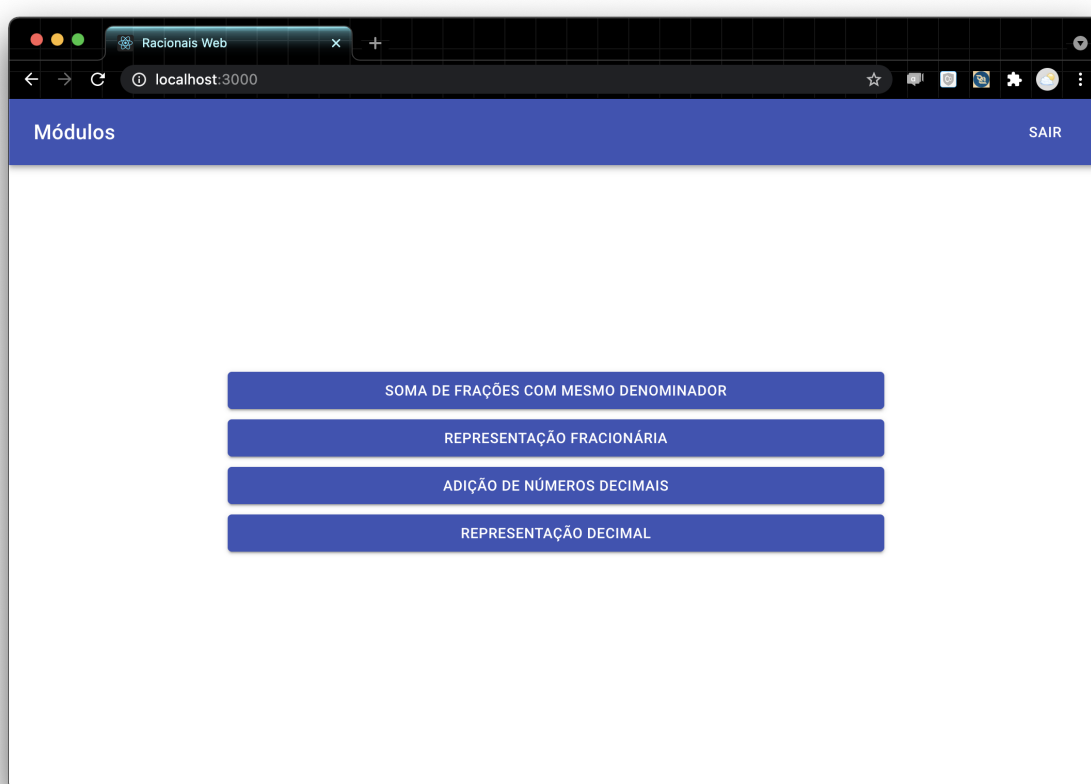 Racionais Web
localhost:3000
Módulos
SAIR
SOMA DE FRAÇÕES COM MESMO DENOMINADOR
REPRESENTAÇÃO FRACIONÁRIA
ADIÇÃO DE NÚMEROS DECIMAIS
REPRESENTAÇÃO DECIMAL